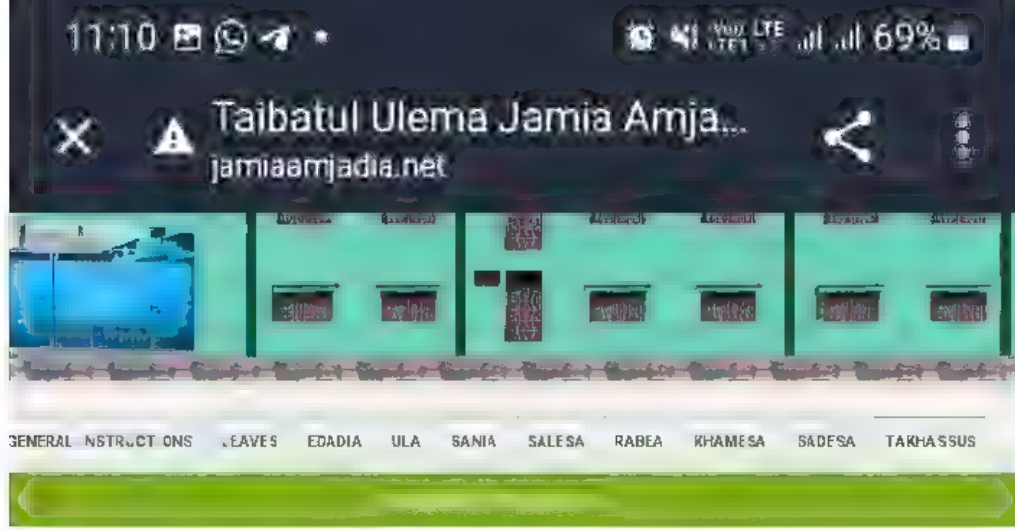 11:10 69%
Taibatul Ulema Jamia Amja...
jamiaamjadia.net
GENERAL NSTRUCT ONS LEAVES EDADIA ULA SANIA SALESA RABEA KHAMESA SADESA TAKHASSUS